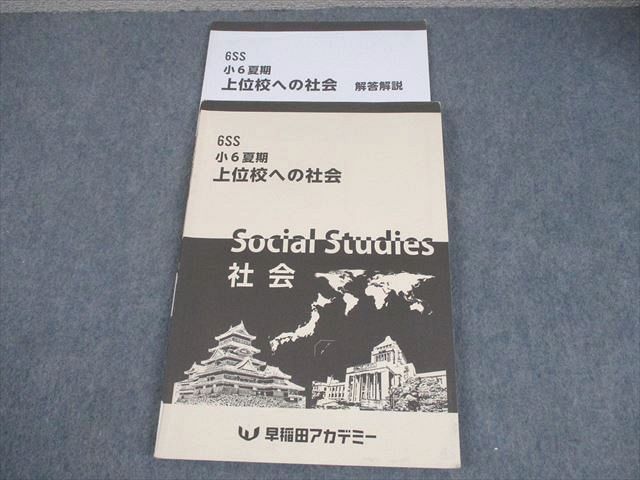 6SS
小6夏期
上位校への社会 解答解説
6SS
小6夏期
上位校への社会
Social Studies
社会
早稲田アカデミー